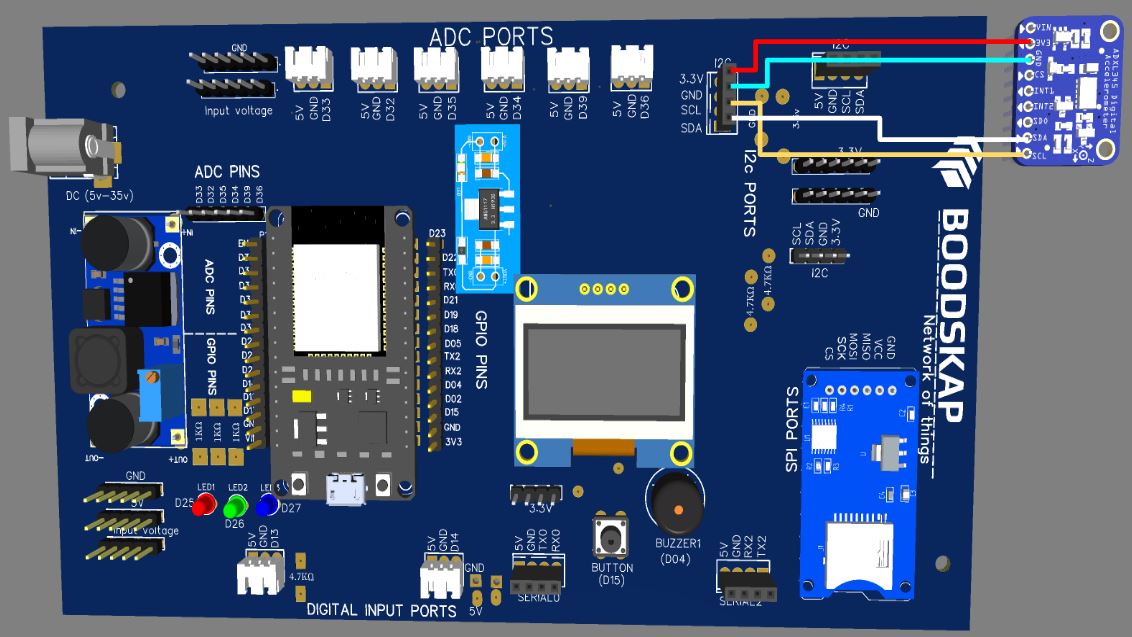 ADC PORTS
GND
Input voltage
5V
GND
D33
5V
GND
D32
5V
GND
D35
5V
GND
D34
5V
GND
D39
5V
GND
D36
I2C
3.3V
GND
SCL
SDA
I2C
5V
GND
SCL
SDA
VIN
GND
CS
INT1
INT2
SDO
SDA
SCL
ADXL345 Digital
Accelerometer
DC (5v-35v)
ADC PINS
D33
D32
D35
D34
D39
D36
I2c PORTS
3.3V
GND
SCL
SDA
GND
3.3V
I2C
4.7KΩ
4.7KΩ
BOODSKAP
Network of things
IN-
IN+
OUT-
OUT+
ADC PINS
GPIO PINS
1KΩ
1KΩ
1KΩ
D23
D22
D21
D19
D18
D05
TX2
RX2
D04
D02
D15
GND
3V3
GPIO PINS
CS
SCK
MOSI
MISO
VCC
GND
SPI PORTS
GND
5V
Input voltage
LED1
LED2
D25
D26
D27
3.3V
BUTTON
(D15)
BUZZER1
(D04)
5V
GND
D13
4.7KΩ
5V
GND
D14
GND
5V
5V
GND
TX0
RX0
SERIAL0
5V
GND
RX2
TX2
SERIAL2
DIGITAL INPUT PORTS